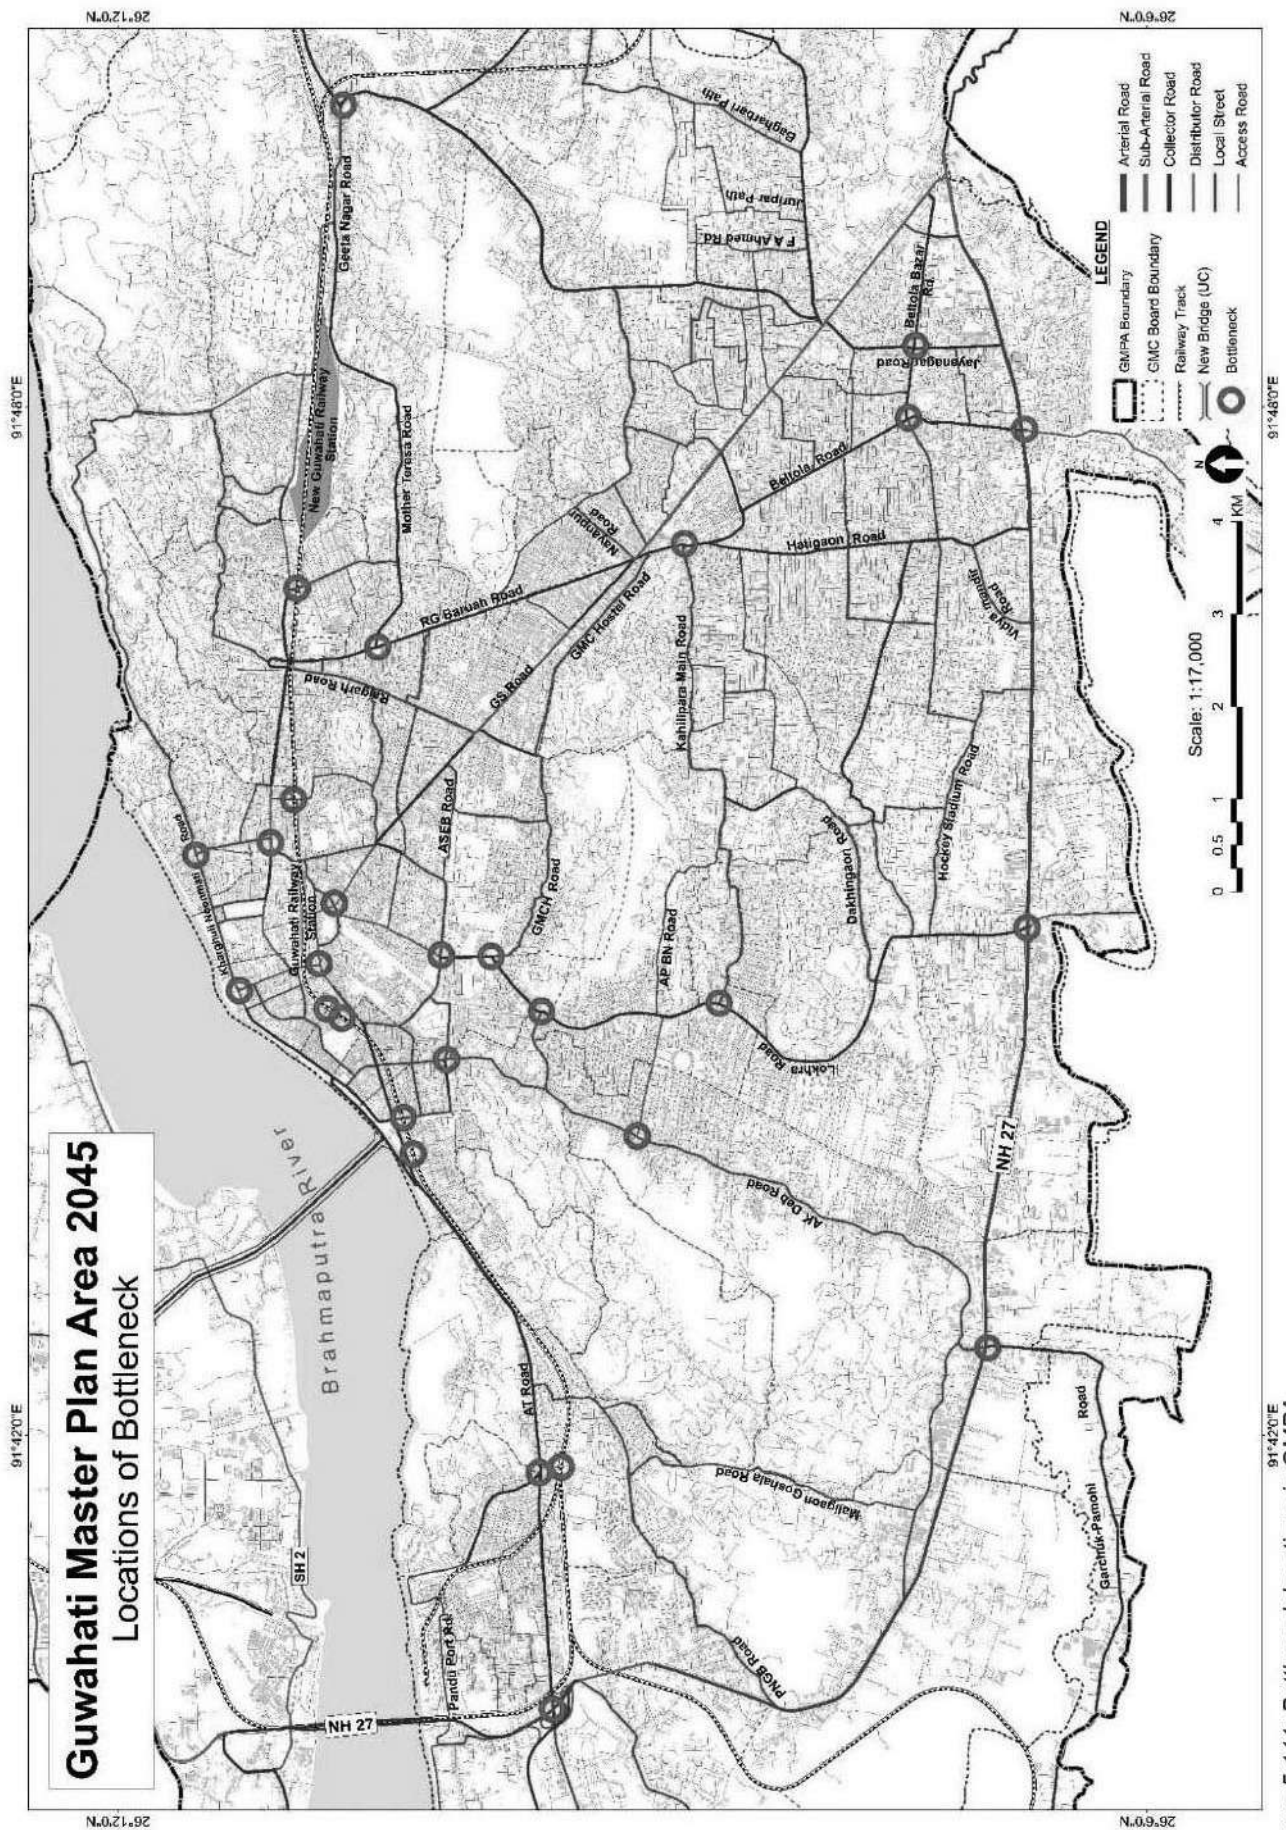 Guwahati Master Plan Area 2045
Locations of Bottleneck
91°42'0"E
91°48'0"E
26°12'0"N
26°12'0"N
26°6'0"N
26°6'0"N
91°42'0"E
91°48'0"E
Brahmaputra River
SH 2
NH 27
Pandu Port Rd.
AT Road
PNGB Road
Maligaon Goshala Road
Garchuk-Pamohi
Road
AK Deb Road
NH 27
Lokhra
Road
AP BN Road
GMCH Road
ASEB Road
Kharghuli Noonmati
Road
Guwahati Railway
Station
Dakhingaon Road
Hockey Stadium Road
Kahilipara Main Road
Rajgarh Road
GS Road
GMC Hostel Road
RG Baruah Road
Nayanpur
Road
Mother Teresa Road
New Guwahati Railway
Station
Geeta Nagar Road
Hatigaon Road
Vidya Mandir
Road
Beltola Road
Jayanagar Road
Beltola Bazar
Rd.
F A Ahmed Rd.
Juripar Path
Bagharbari Path
LEGEND
GMPA Boundary
GMC Board Boundary
Railway Track
New Bridge (UC)
Bottleneck
Arterial Road
Sub-Arterial Road
Collector Road
Distributor Road
Local Street
Access Road
N
Scale: 1:17,000
0 0.5 1 2 3 4
KM